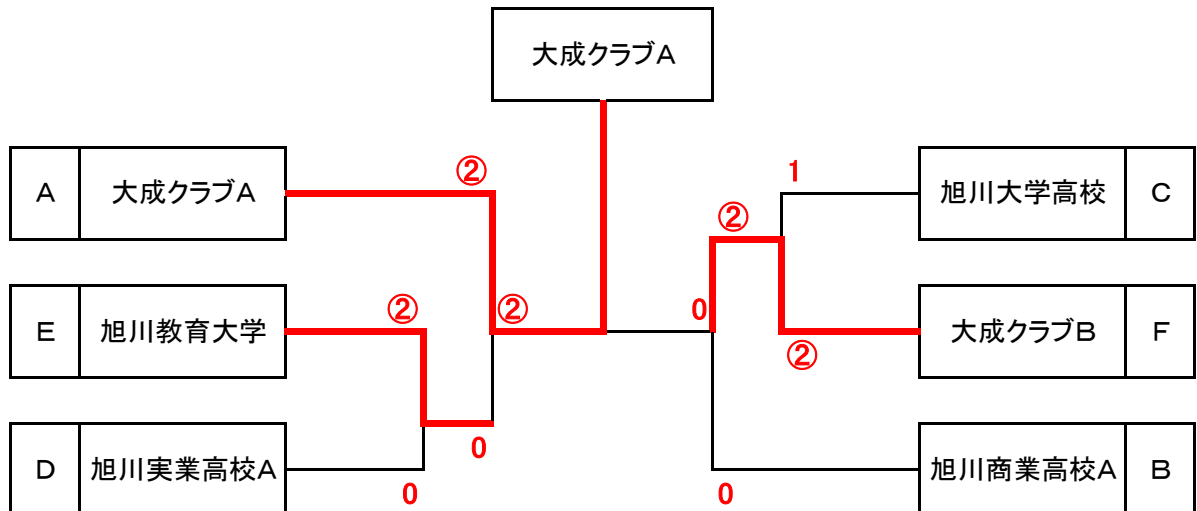 大成クラブA
A 大成クラブA ② 1 旭川大学高校 C
②
E 旭川教育大学 ② ② 0 大成クラブB F
②
D 旭川実業高校A 0 旭川商業高校A B
0 0